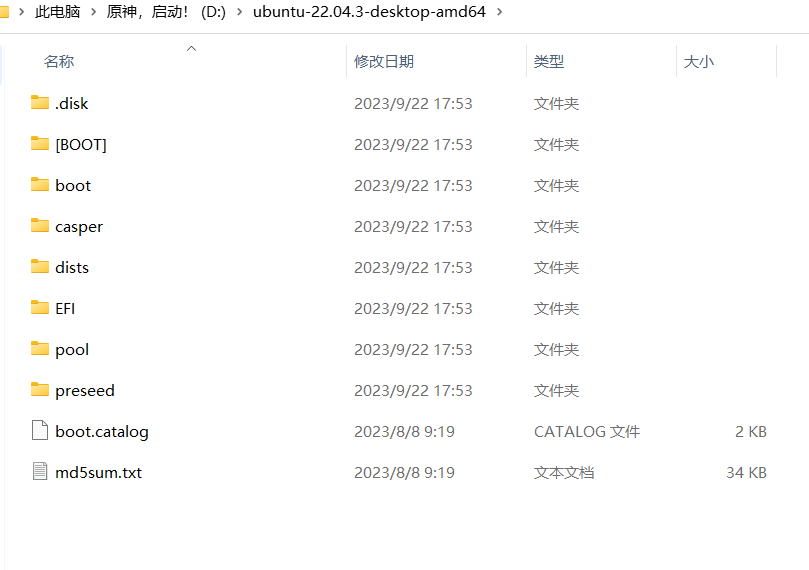 此电脑 原神，启动！ (D:) ubuntu-22.04.3-desktop-amd64
名称 修改日期 类型 大小
.disk 2023/9/22 17:53 文件夹
[BOOT] 2023/9/22 17:53 文件夹
boot 2023/9/22 17:53 文件夹
casper 2023/9/22 17:53 文件夹
dists 2023/9/22 17:53 文件夹
EFI 2023/9/22 17:53 文件夹
pool 2023/9/22 17:53 文件夹
preseed 2023/9/22 17:53 文件夹
boot.catalog 2023/8/8 9:19 CATALOG 文件 2 KB
md5sum.txt 2023/8/8 9:19 文本文档 34 KB